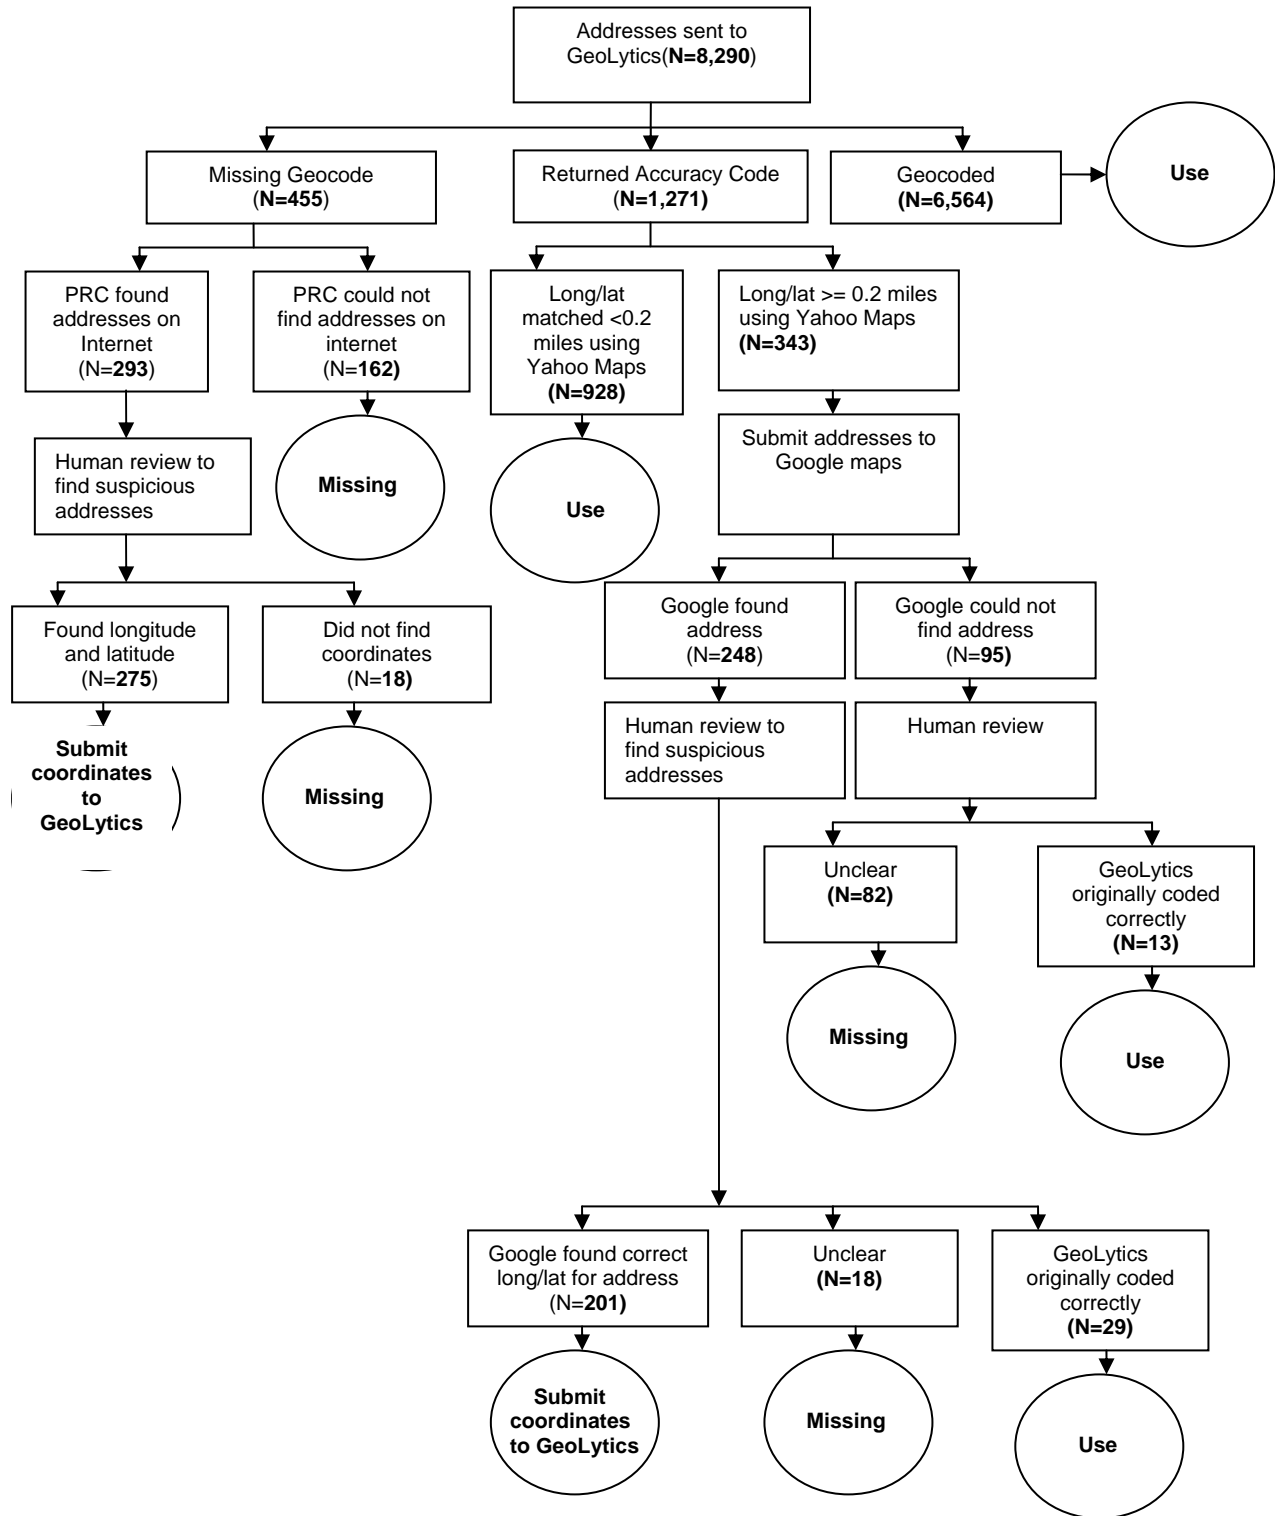 Addresses sent to
GeoLytics(N=8,290)
Missing Geocode
(N=455)
Returned Accuracy Code
(N=1,271)
Geocoded
(N=6,564)
Use
PRC found
addresses on
Internet
(N=293)
PRC could not
find addresses on
internet
(N=162)
Long/lat
matched <0.2
miles using
Yahoo Maps
(N=928)
Long/lat >= 0.2 miles
using Yahoo Maps
(N=343)
Human review to
find suspicious
addresses
Missing
Use
Submit addresses to
Google maps
Found longitude
and latitude
(N=275)
Did not find
coordinates
(N=18)
Google found
address
(N=248)
Google could not
find address
(N=95)
Submit
coordinates
to
GeoLytics
Missing
Human review to
find suspicious
addresses
Human review
Unclear
(N=82)
GeoLytics
originally coded
correctly
(N=13)
Missing
Use
Google found correct
long/lat for address
(N=201)
Unclear
(N=18)
GeoLytics
originally coded
correctly
(N=29)
Submit
coordinates
to GeoLytics
Missing
Use